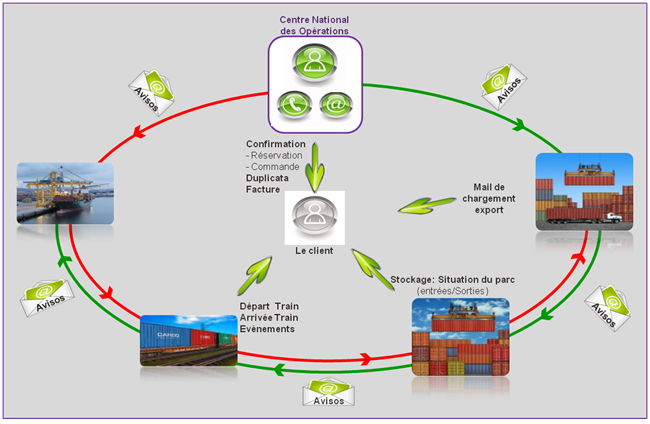 Centre National
des Opérations
Avisos
Avisos
Confirmation
- Réservation
- Commande
Duplicata
Facture
Mail de
chargement
export
Le client
Stockage: Situation du parc
(entrées/Sorties)
Avisos
Départ Train
Arrivée Train
Evènements
Avisos
Avisos